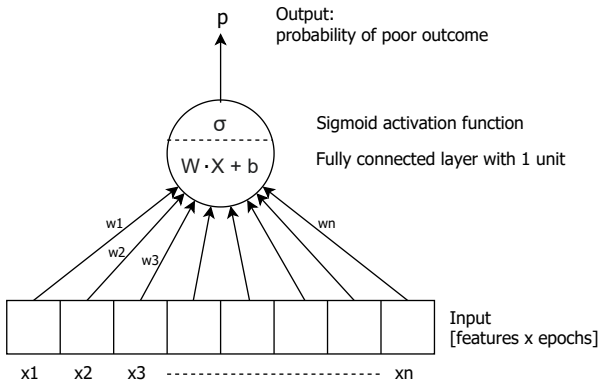 p
Output:
probability of poor outcome
σ
Sigmoid activation function
W·X + b
Fully connected layer with 1 unit
w1
w2
w3
wn
Input
[features x epochs]
x1 x2 x3 xn